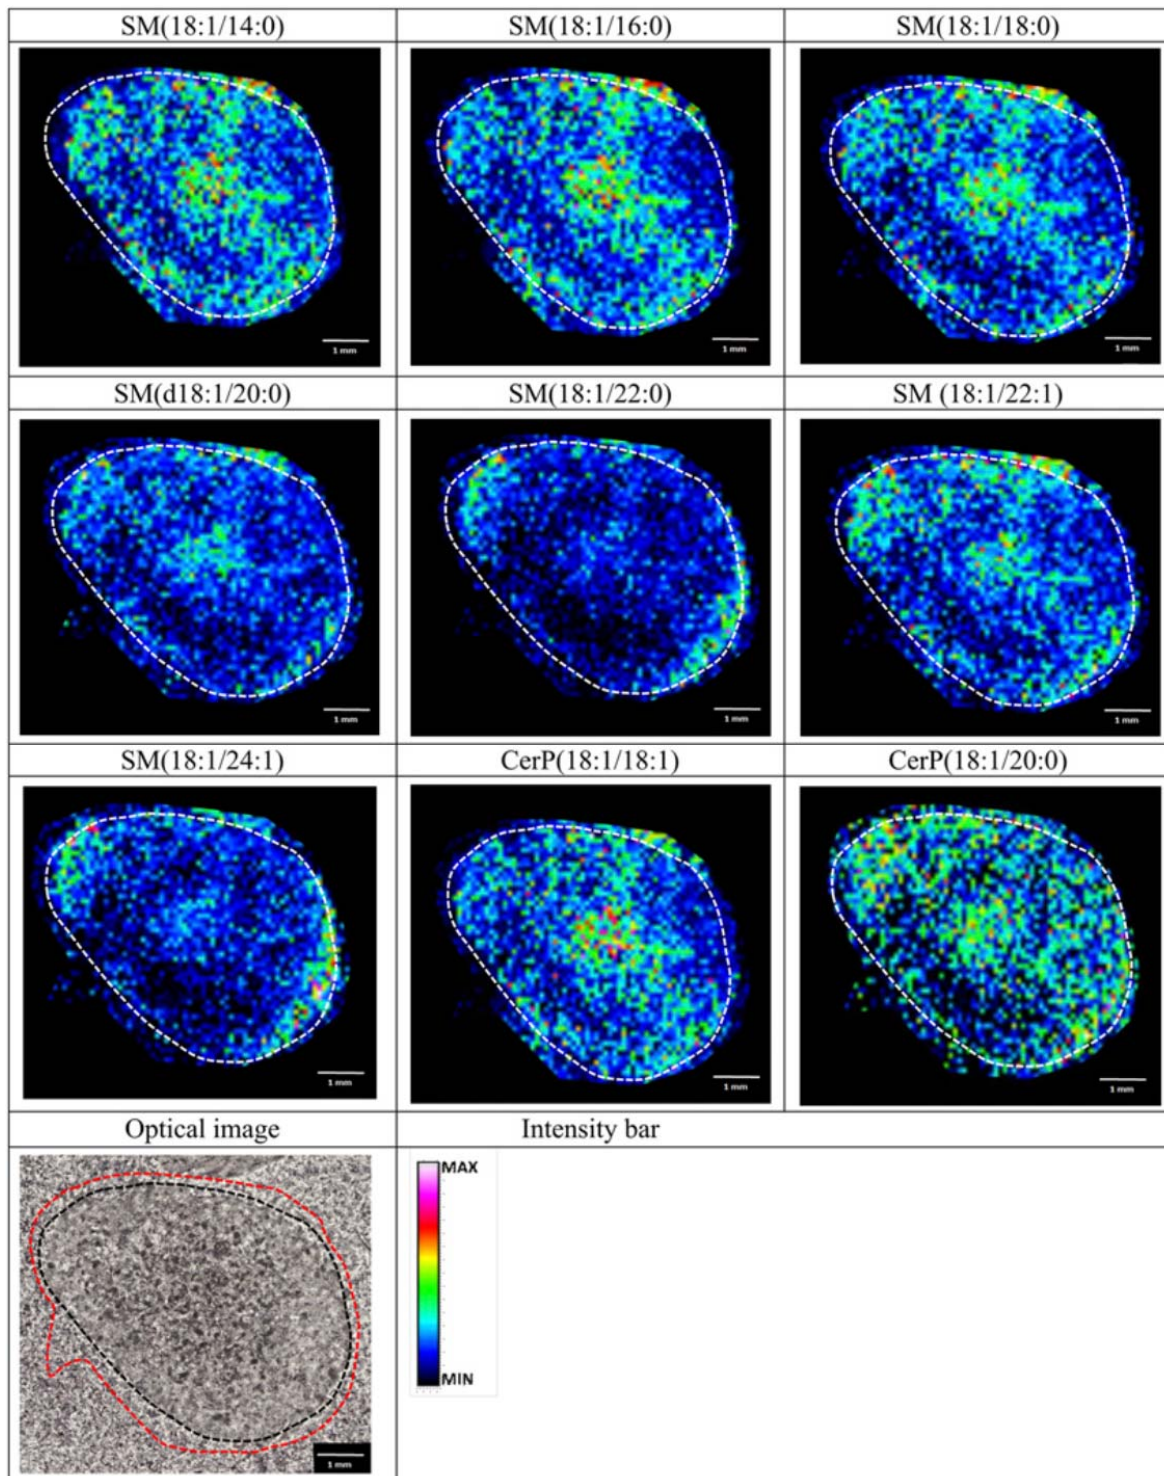 SM(18:1/14:0) SM(18:1/16:0) SM(18:1/18:0)
1 mm 1 mm 1 mm
SM(d18:1/20:0) SM(18:1/22:0) SM (18:1/22:1)
1 mm 1 mm 1 mm
SM(18:1/24:1) CerP(18:1/18:1) CerP(18:1/20:0)
1 mm 1 mm 1 mm
Optical image Intensity bar
MAX
MIN
1 mm